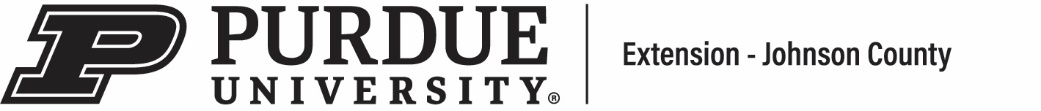 P PURDUE
UNIVERSITY®
Extension - Johnson County